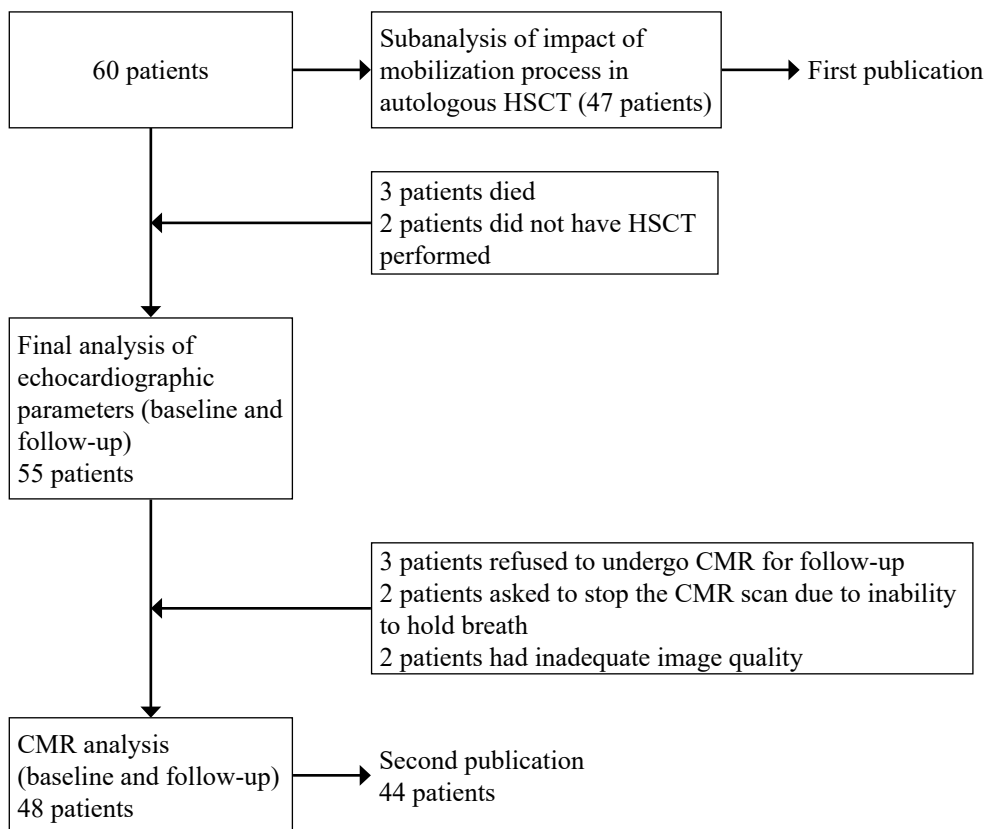 60 patients
Subanalysis of impact of
mobilization process in
autologous HSCT (47 patients)
First publication
3 patients died
2 patients did not have HSCT
performed
Final analysis of
echocardiographic
parameters (baseline and
follow-up)
55 patients
3 patients refused to undergo CMR for follow-up
2 patients asked to stop the CMR scan due to inability
to hold breath
2 patients had inadequate image quality
CMR analysis
(baseline and follow-up)
48 patients
Second publication
44 patients